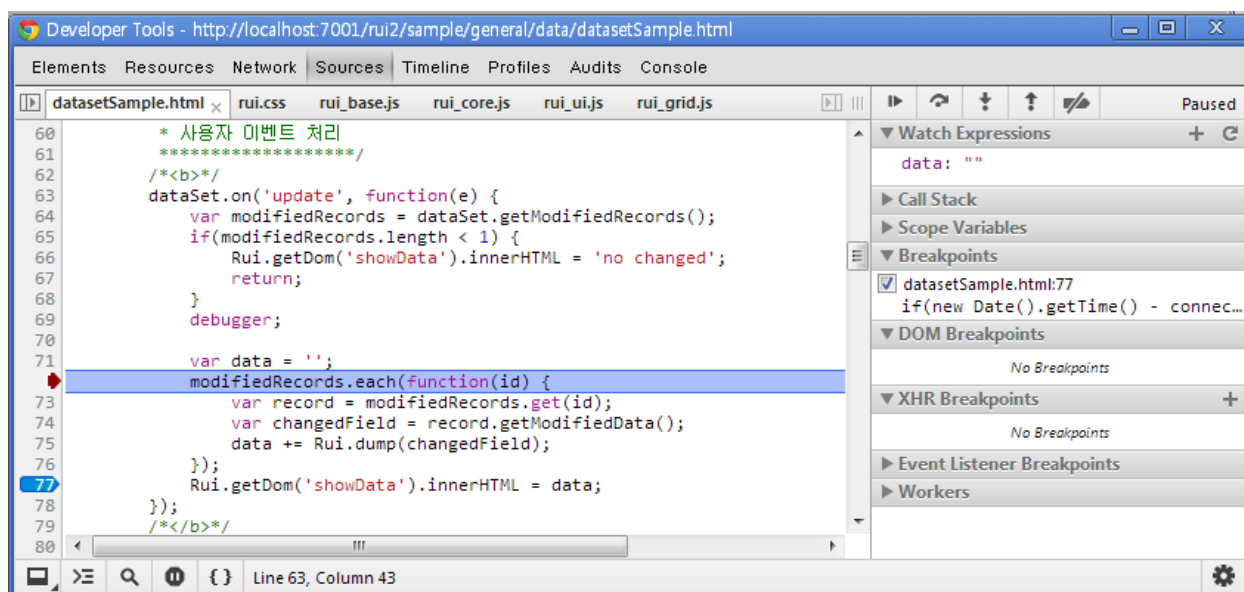 Developer Tools - http://localhost:7001/rui2/sample/general/data/datasetSample.html
Elements Resources Network Sources Timeline Profiles Audits Console
datasetSample.html × rui.css rui_base.js rui_core.js rui_ui.js rui_grid.js
60 * 사용자 이벤트 처리
61 *******************/
62 /*<b>*/
63 dataSet.on('update', function(e) {
64 var modifiedRecords = dataSet.getModifiedRecords();
65 if(modifiedRecords.length < 1) {
66 Rui.getDom('showData').innerHTML = 'no changed';
67 return;
68 }
69 debugger;
70
71 var data = '';
modifiedRecords.each(function(id) {
73 var record = modifiedRecords.get(id);
74 var changedField = record.getModifiedData();
75 data += Rui.dump(changedField);
76 });
77 Rui.getDom('showData').innerHTML = data;
78 });
79 /*</b>*/
80
Line 63, Column 43
Paused
Watch Expressions
data: ""
Call Stack
Scope Variables
Breakpoints
datasetSample.html:77
if(new Date().getTime() - connec…
DOM Breakpoints
No Breakpoints
XHR Breakpoints
No Breakpoints
Event Listener Breakpoints
Workers